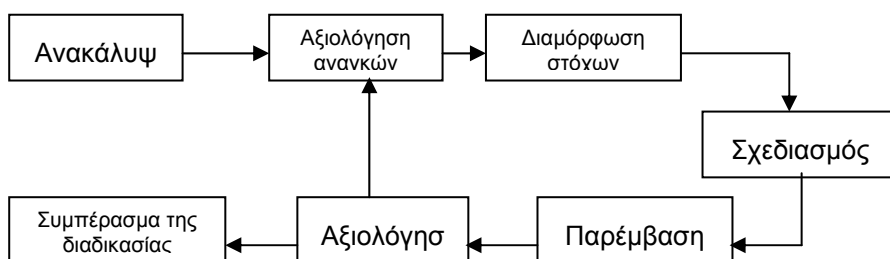 Ανακάλυψ
Αξιολόγηση
ανανκών
Διαμόρφωση
στόχων
Σχεδιασμός
Παρέμβαση
Αξιολόγησ
Συμπέρασμα της
διαδικασίας